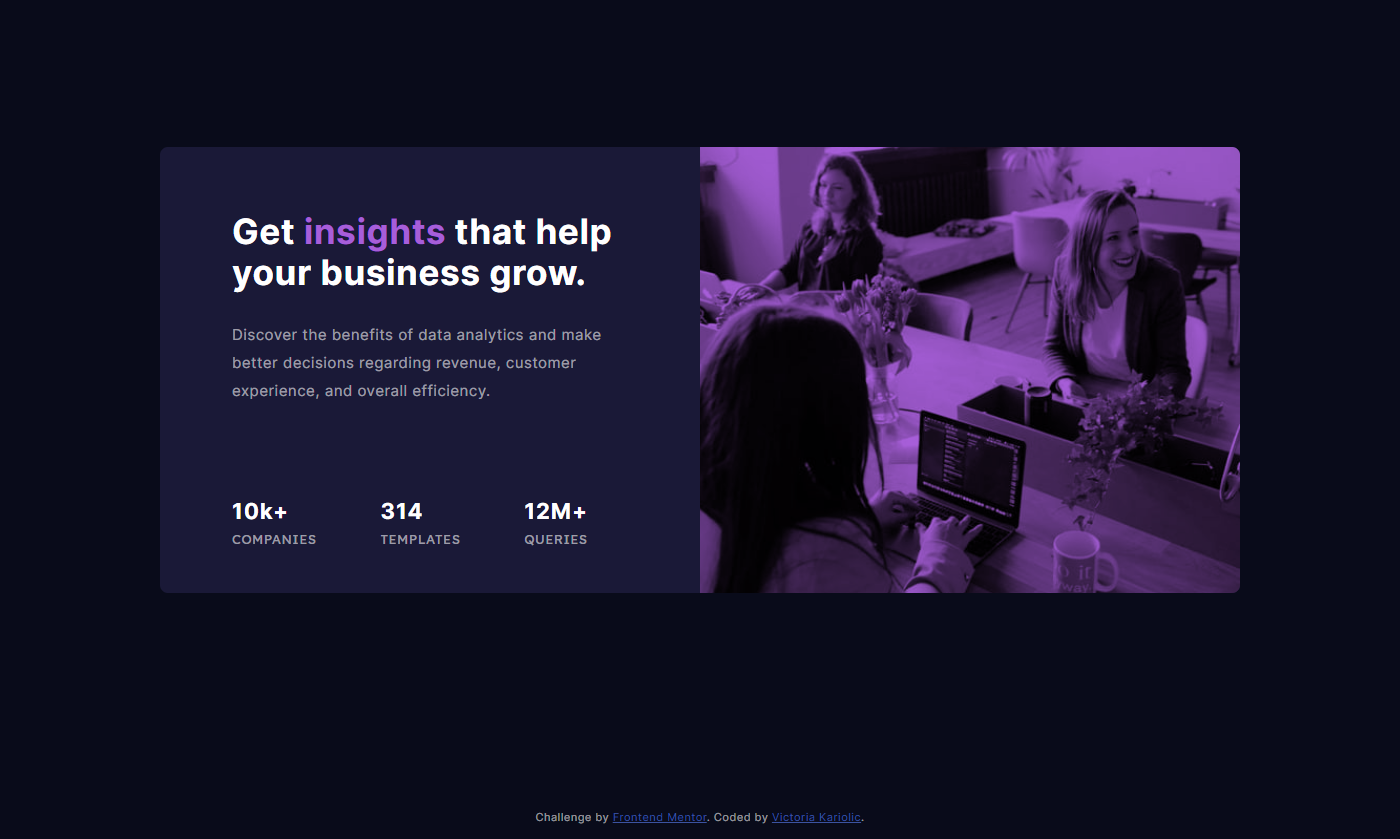 Get insights that help
your business grow.
Discover the benefits of data analytics and make
better decisions regarding revenue, customer
experience, and overall efficiency.
10k+ 314 12M+
COMPANIES TEMPLATES QUERIES
Challenge by Frontend Mentor. Coded by Victoria Kariolic.